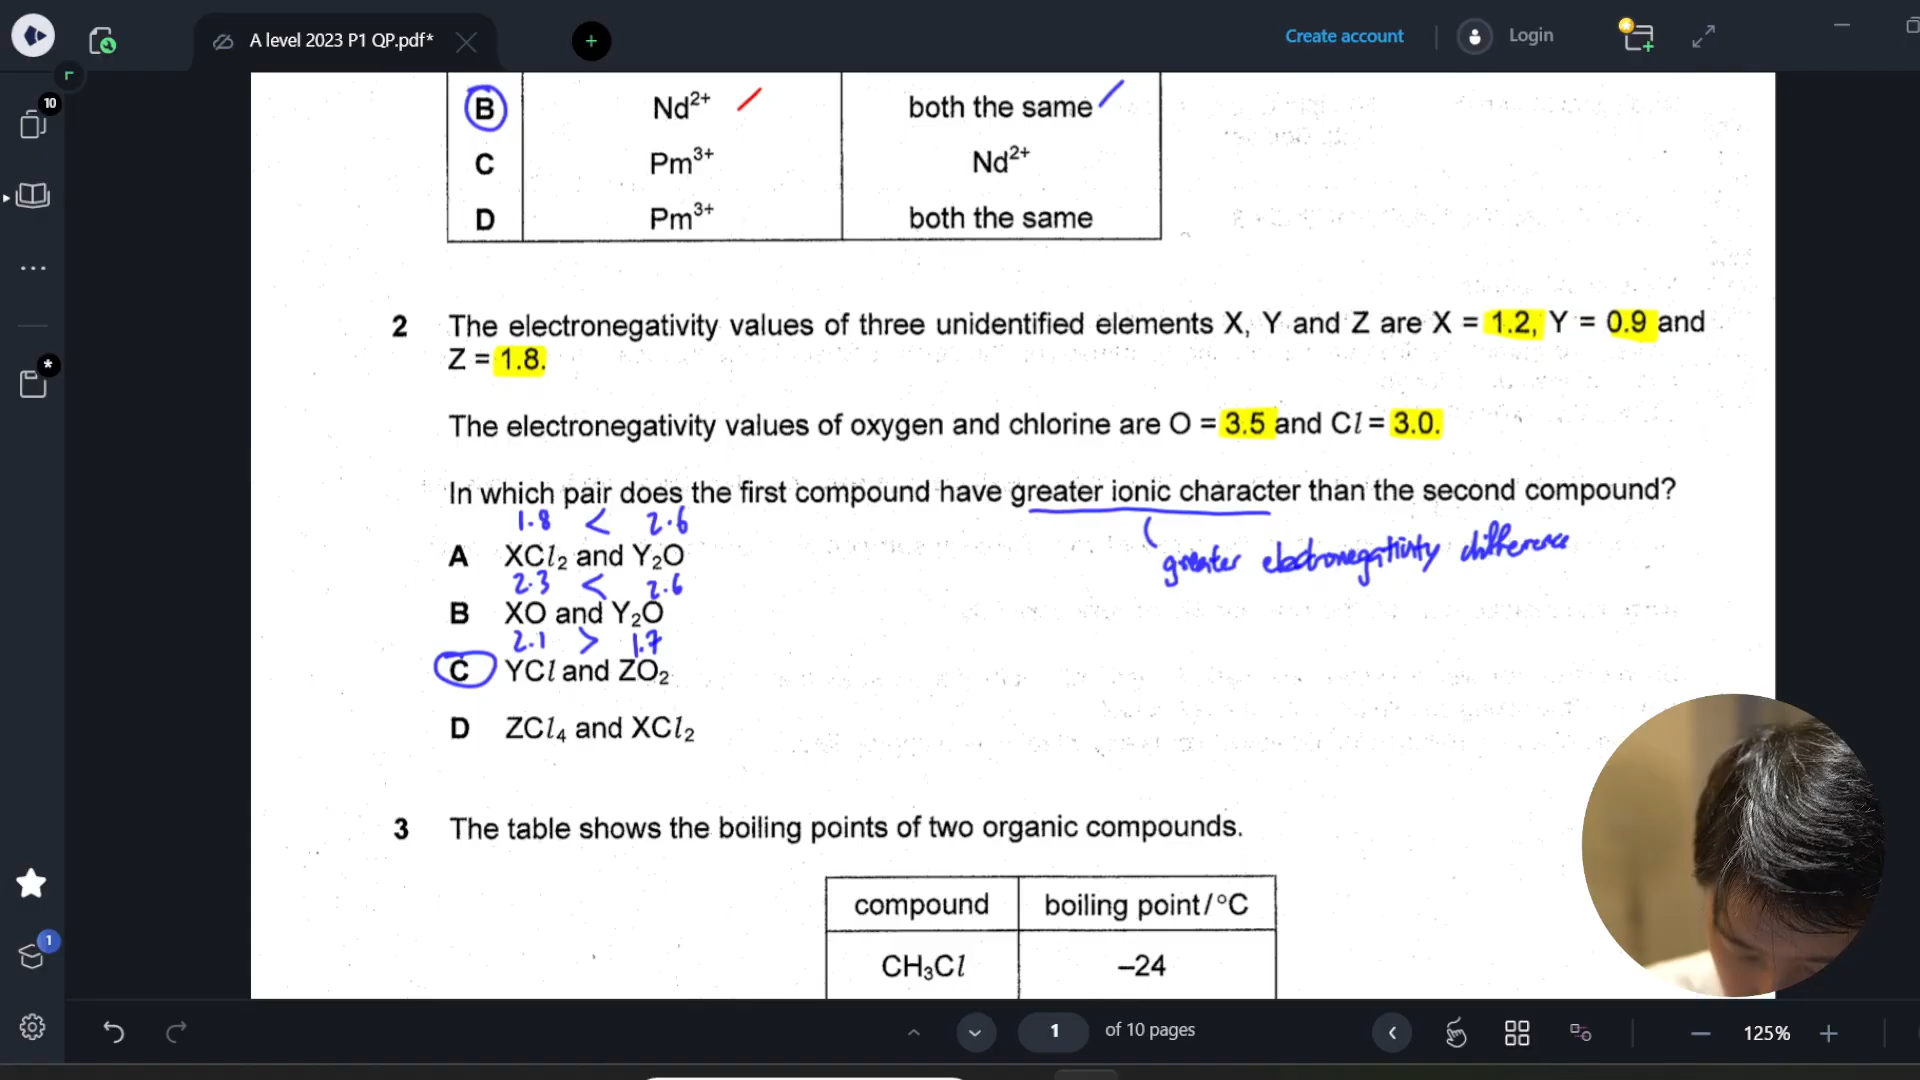 A level 2023 P1 QP.pdf*
Create account
Login
10
B Nd2+ both the same
C Pm3+ Nd2+
D Pm3+ both the same
2 The electronegativity values of three unidentified elements X, Y and Z are X = 1.2, Y = 0.9 and
Z = 1.8.
The electronegativity values of oxygen and chlorine are O = 3.5 and Cl = 3.0.
In which pair does the first compound have greater ionic character than the second compound?
1.8 < 2.6
greater electronegativity difference
A XCl2 and Y2O
2.3 < 2.6
B XO and Y2O
2.1 > 1.7
C YCl and ZO2
D ZCl4 and XCl2
3 The table shows the boiling points of two organic compounds.
compound boiling point/°C
CH3Cl –24
1
1 of 10 pages
125%